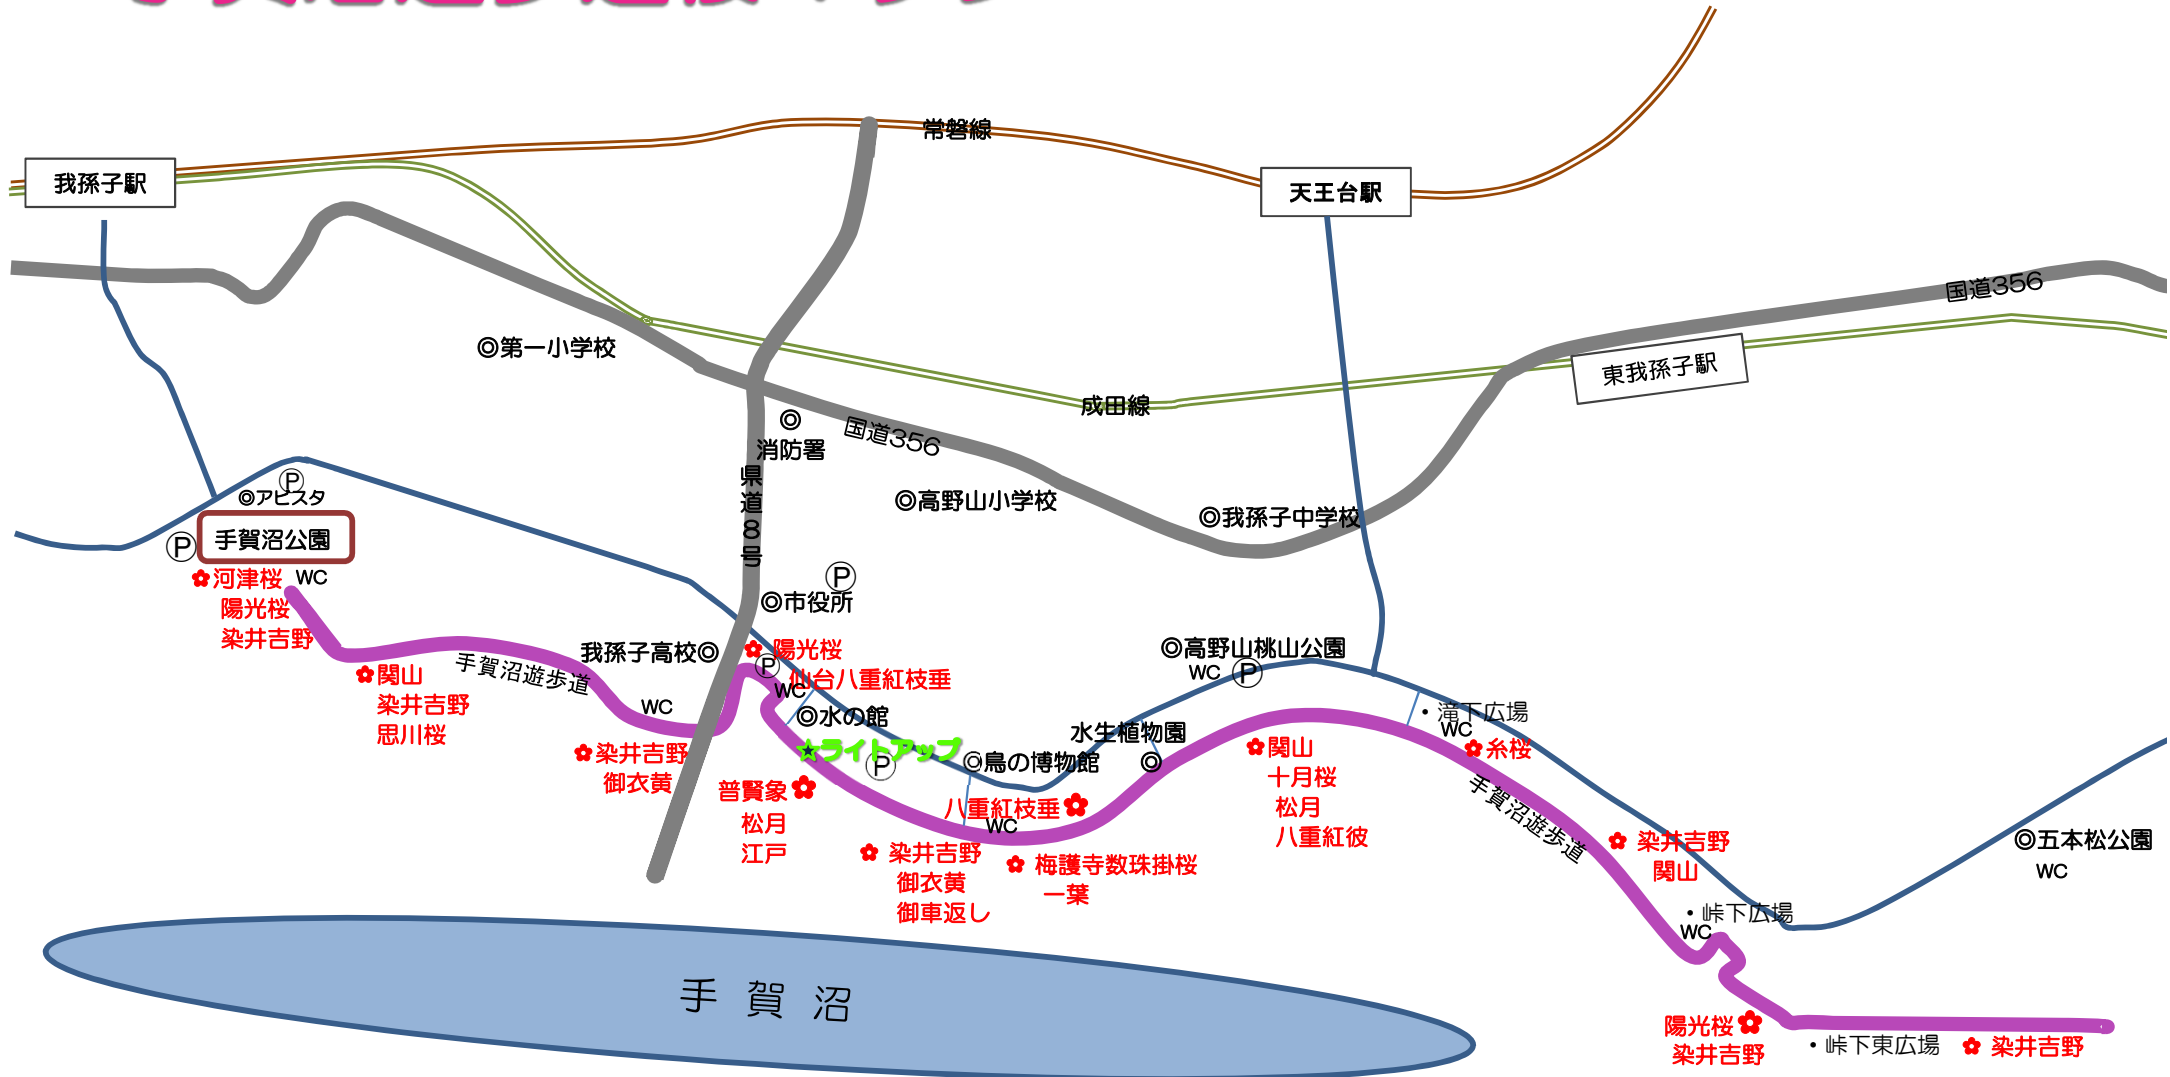 常磐線
我孫子駅
天王台駅
国道356
◎第一小学校
東我孫子駅
成田線
◎
消防署
国道356
県道8号
P
◎アビスタ
◎高野山小学校
◎我孫子中学校
手賀沼公園
P
✿河津桜
WC
陽光桜
染井吉野
P
◎市役所
我孫子高校◎
✿陽光桜
P
仙台八重紅枝垂
WC
◎高野山桃山公園
WC
P
✿関山
染井吉野
思川桜
手賀沼遊歩道
WC
◎水の館
・滝下広場
WC
✿染井吉野
御衣黄
☆ライトアップ
P
◎鳥の博物館
水生植物園
◎
✿関山
十月桜
松月
八重紅彼
✿糸桜
普賢象✿
松月
江戸
八重紅枝垂✿
WC
手賀沼遊歩道
✿染井吉野
御衣黄
御車返し
✿梅護寺数珠掛桜
一葉
✿染井吉野
関山
◎五本松公園
WC
・峠下広場
WC
手賀沼
陽光桜✿
染井吉野
・峠下東広場
✿染井吉野